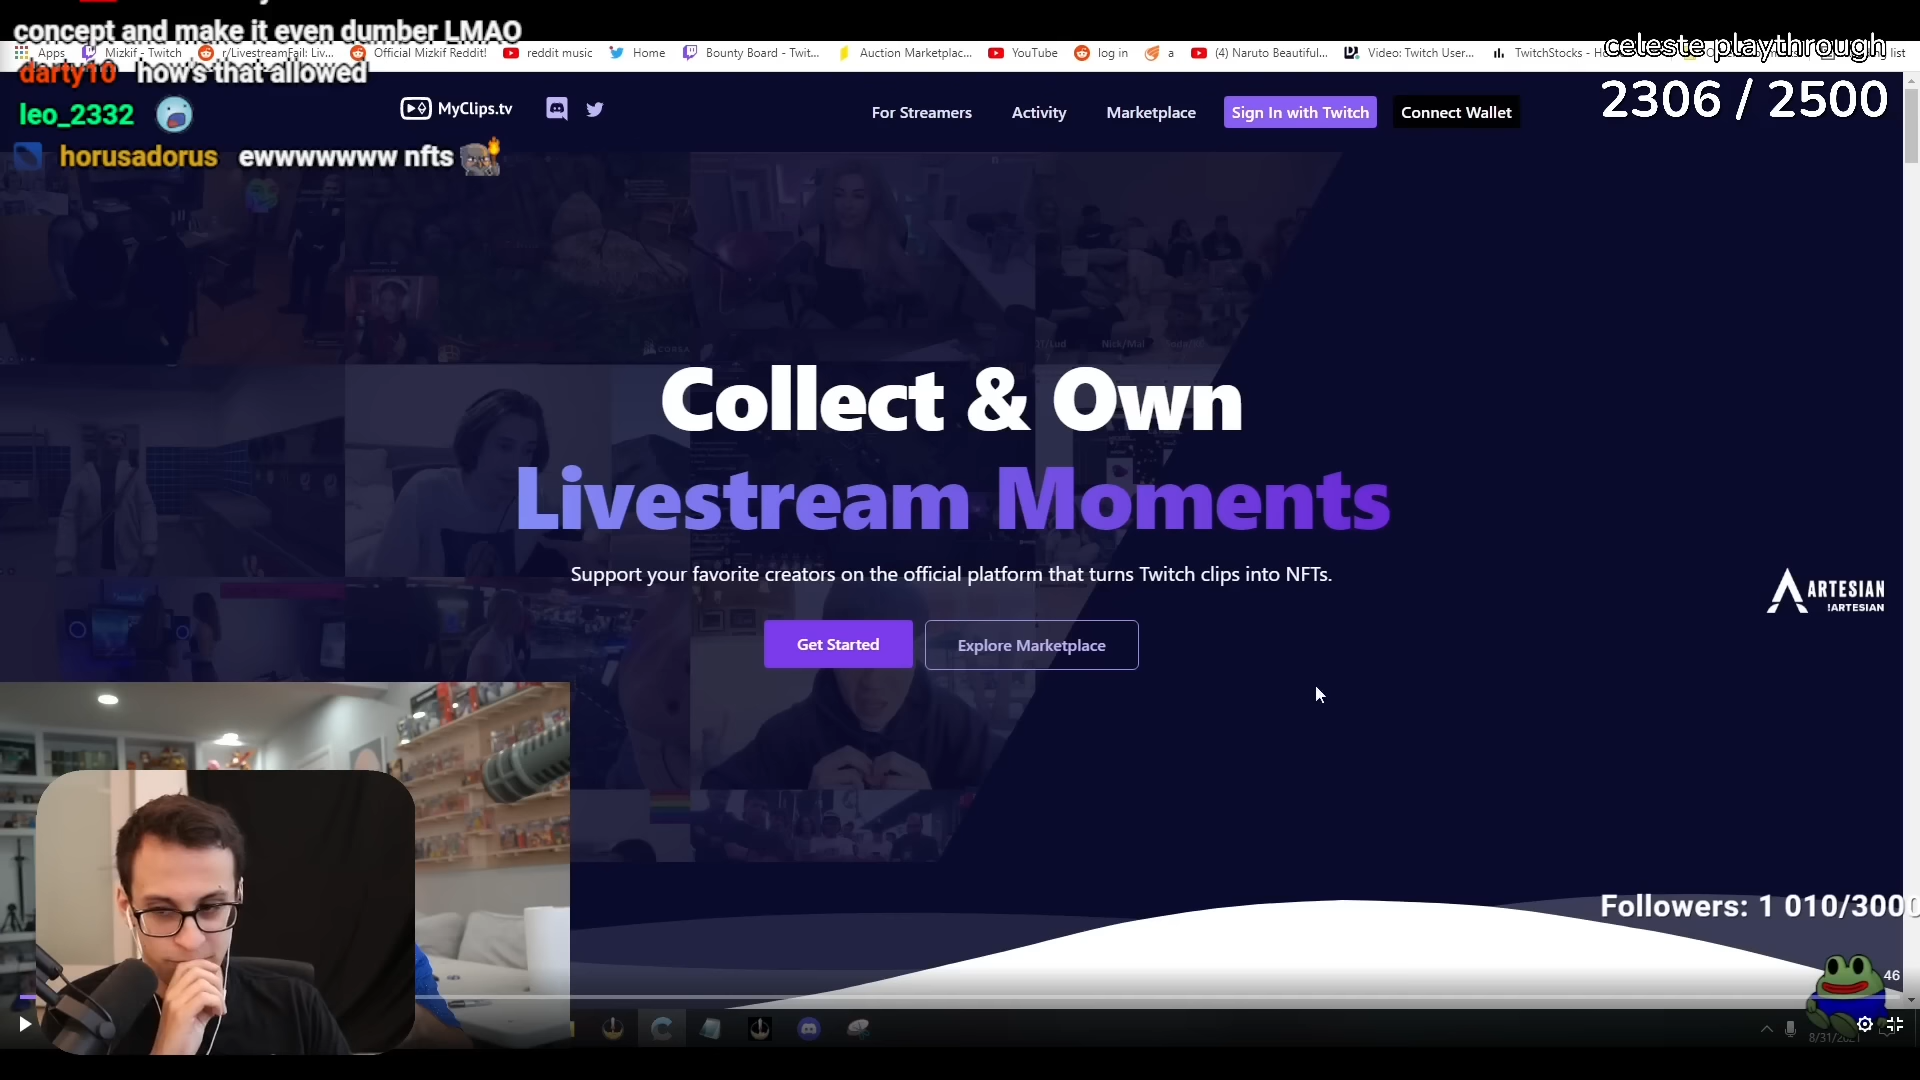 concept and make it even dumber LMAO
Apps Mizkif - Twitch r/LivestreamFail: Liv... Official Mizkif Reddit! reddit music Home Bounty Board - Twit... Auction Marketplac... YouTube log in a (4) Naruto Beautiful... Video: Twitch User... TwitchStocks - H
celeste playthrough
darty10 how's that allowed
2306 / 2500
leo_2332
MyClips.tv
For Streamers Activity Marketplace Sign In with Twitch Connect Wallet
horusadorus ewwwwwww nfts
Collect & Own
Livestream Moments
Support your favorite creators on the official platform that turns Twitch clips into NFTs.
ARTESIAN
!ARTESIAN
Get Started Explore Marketplace
Followers: 1 010/3000
46